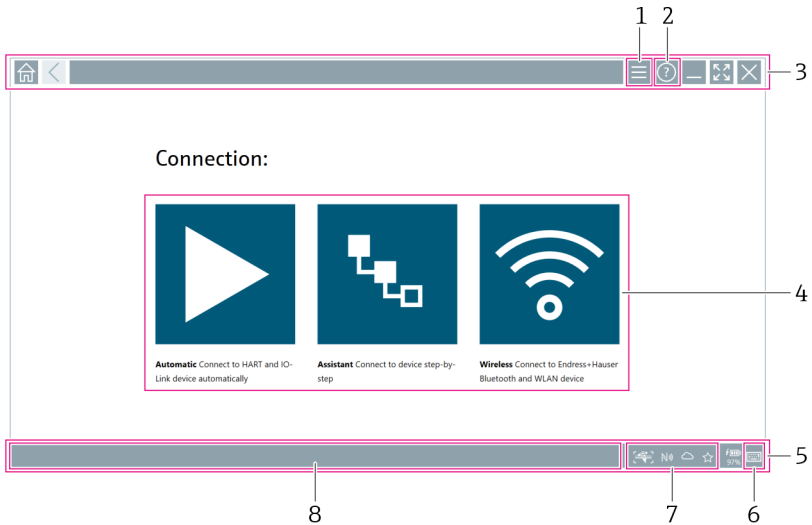 1 2
?
3
Connection:
4
Automatic Connect to HART and IO-
Link device automatically
Assistant Connect to device step-by-
step
Wireless Connect to Endress+Hauser
Bluetooth and WLAN device
N
97%
5
8 7 6